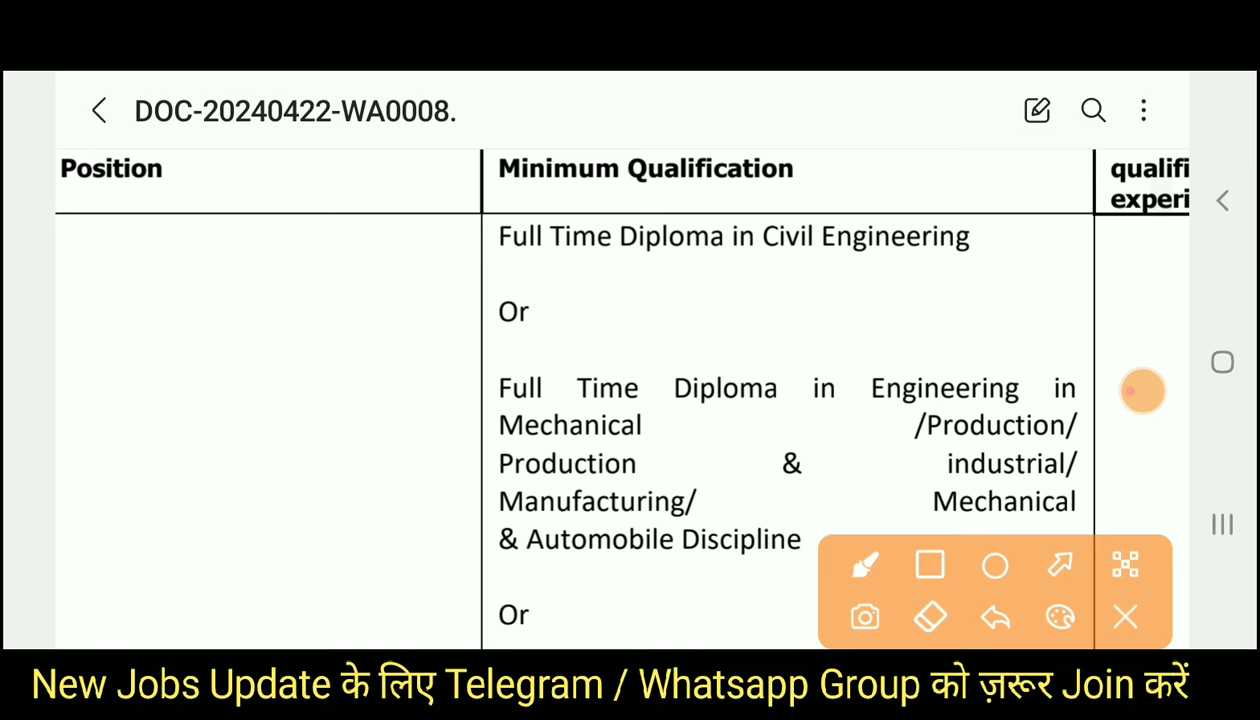 DOC-20240422-WA0008.
Position
Minimum Qualification
qualifi
experi
Full Time Diploma in Civil Engineering
Or
Full Time Diploma in Engineering in
Mechanical /Production/
Production & industrial/
Manufacturing/ Mechanical
& Automobile Discipline
Or
New Jobs Update के लिए Telegram / Whatsapp Group को ज़रूर Join करें